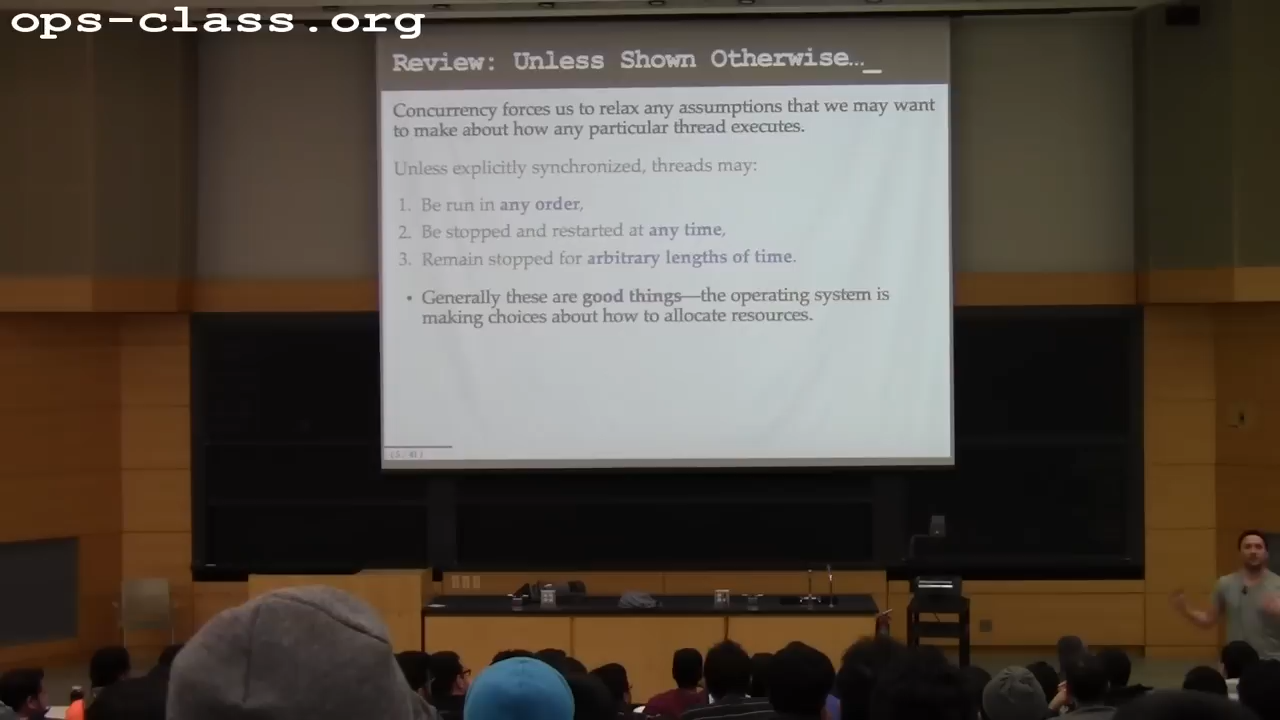 ops-class.org
Review: Unless Shown Otherwise…_
Concurrency forces us to relax any assumptions that we may want
to make about how any particular thread executes.
Unless explicitly synchronized, threads may:
1. Be run in any order,
2. Be stopped and restarted at any time,
3. Remain stopped for arbitrary lengths of time.
• Generally these are good things—the operating system is
making choices about how to allocate resources.
(5 / 41)